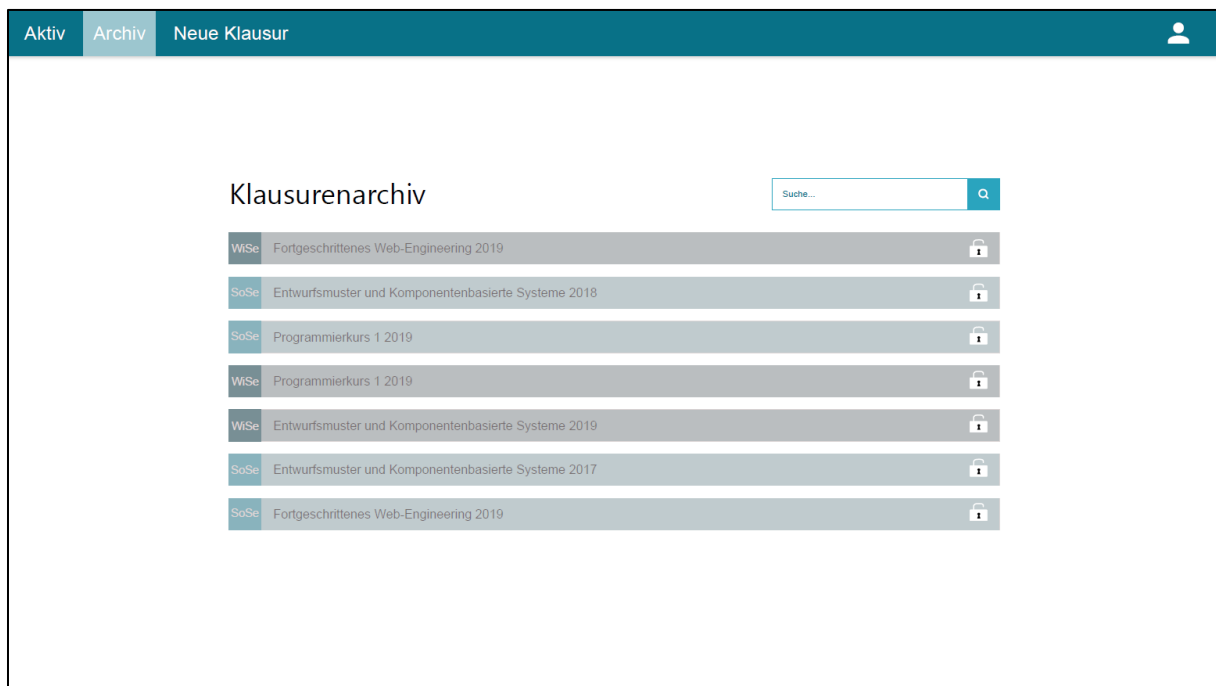 Aktiv Archiv Neue Klausur
Klausurenarchiv
Suche...
WiSe Fortgeschrittenes Web-Engineering 2019
SoSe Entwurfsmuster und Komponentenbasierte Systeme 2018
SoSe Programmierkurs 1 2019
WiSe Programmierkurs 1 2019
WiSe Entwurfsmuster und Komponentenbasierte Systeme 2019
SoSe Entwurfsmuster und Komponentenbasierte Systeme 2017
SoSe Fortgeschrittenes Web-Engineering 2019